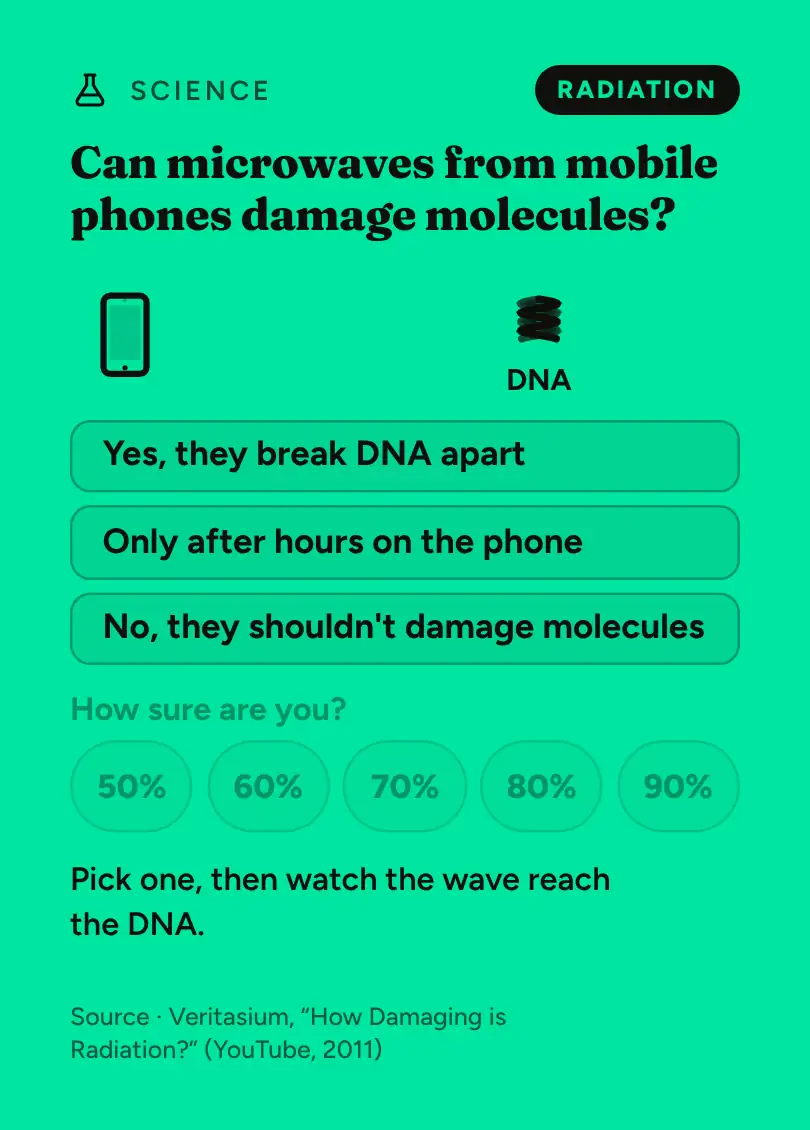 SCIENCE
RADIATION
Can microwaves from mobile
phones damage molecules?
DNA
Yes, they break DNA apart
Only after hours on the phone
No, they shouldn't damage molecules
How sure are you?
50% 60% 70% 80% 90%
Pick one, then watch the wave reach
the DNA.
Source · Veritasium, “How Damaging is
Radiation?” (YouTube, 2011)